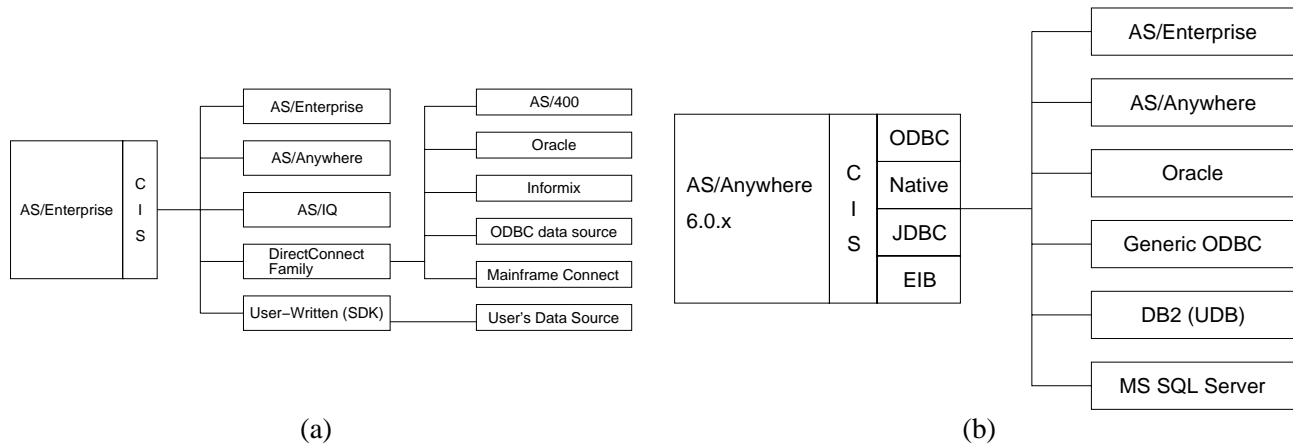 AS/Enterprise
C
I
S
AS/Enterprise
AS/Anywhere
AS/IQ
DirectConnect
Family
User−Written (SDK)
AS/400
Oracle
Informix
ODBC data source
Mainframe Connect
User's Data Source
(a)
AS/Anywhere
6.0.x
C
I
S
ODBC
Native
JDBC
EIB
AS/Enterprise
AS/Anywhere
Oracle
Generic ODBC
DB2 (UDB)
MS SQL Server
(b)